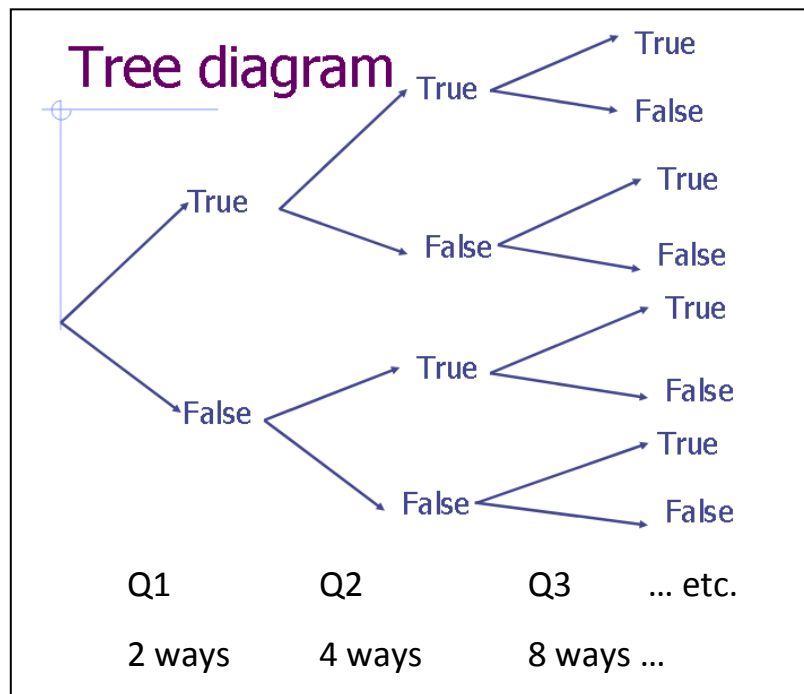 Tree diagram
True
True
False
True
True
False
False
True
True
False
False
True
False
False
Q1 Q2 Q3 ... etc.
2 ways 4 ways 8 ways ...